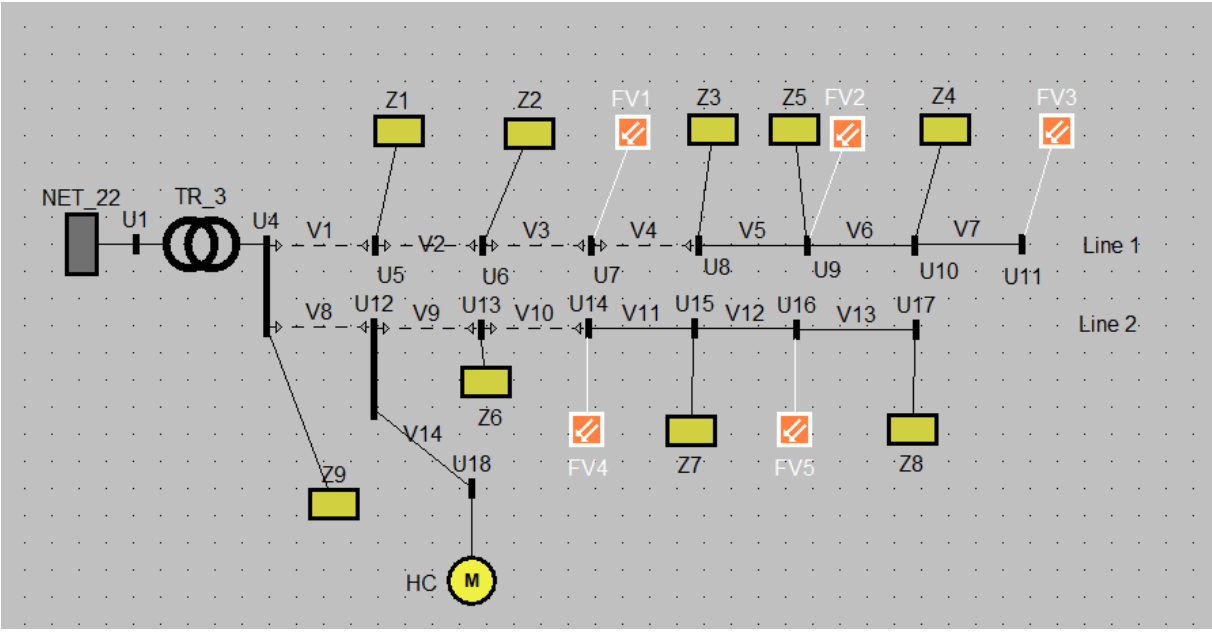 Z1 Z2 FV1 Z3 Z5 FV2 Z4 FV3
NET_22 U1 TR_3 U4 V1 V2 V3 V4 V5 V6 V7 Line 1
U5 U6 U7 U8 U9 U10 U11
V8 U12 V9 U13 V10 U14 V11 U15 V12 U16 V13 U17 Line 2
Z6
V14
U18 FV4 Z7 FV5 Z8
Z9
HC M